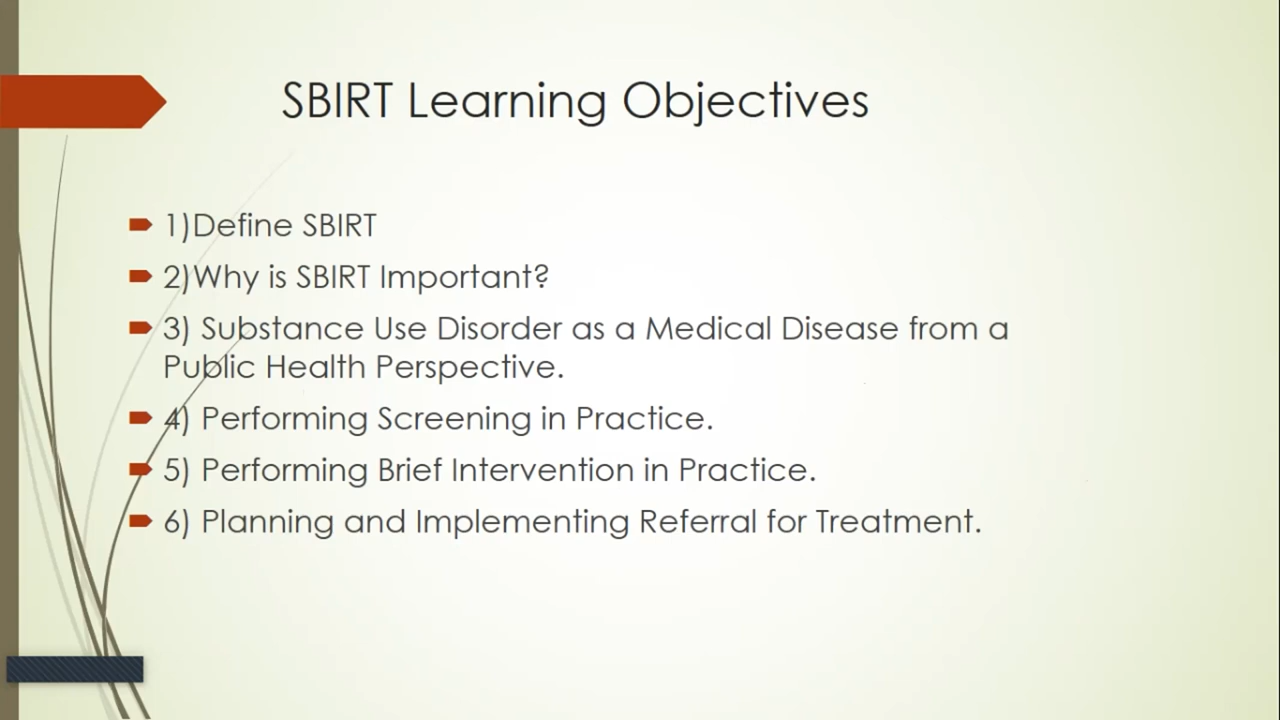 SBIRT Learning Objectives
1)Define SBIRT
2)Why is SBIRT Important?
3) Substance Use Disorder as a Medical Disease from a
Public Health Perspective.
4) Performing Screening in Practice.
5) Performing Brief Intervention in Practice.
6) Planning and Implementing Referral for Treatment.